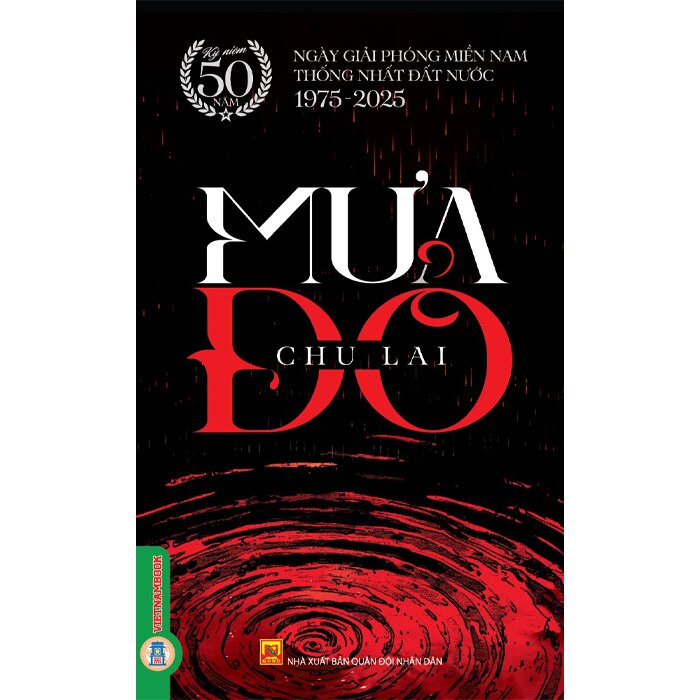 Kỷ niệm
50
NĂM
NGÀY GIẢI PHÓNG MIỀN NAM
THỐNG NHẤT ĐẤT NƯỚC
1975-2025
MƯA
ĐỎ
CHU LAI
VIETNAMBOOK
NHÀ XUẤT BẢN QUÂN ĐỘI NHÂN DÂN